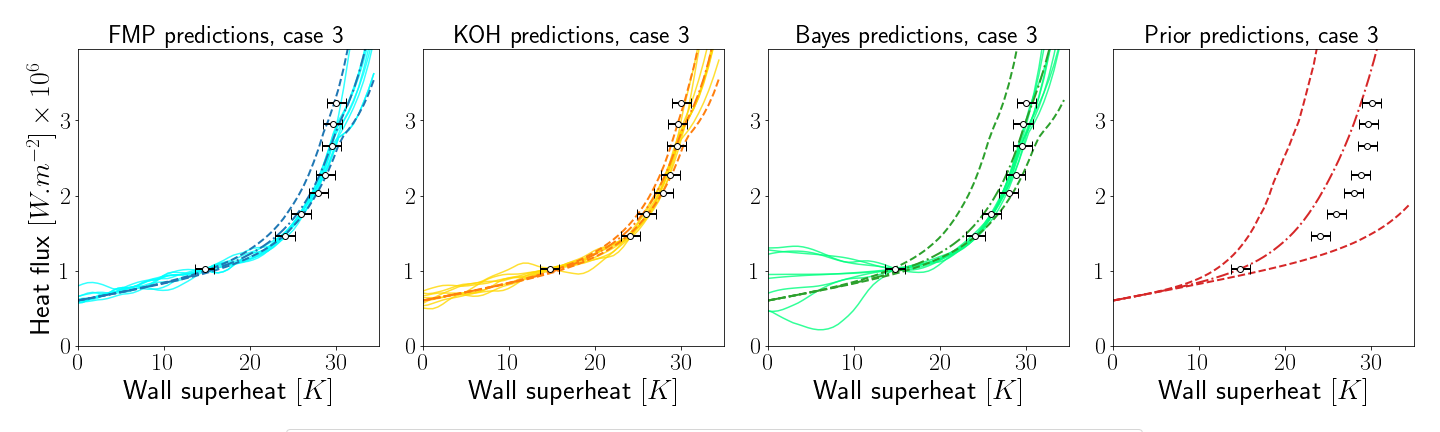 FMP predictions, case 3
KOH predictions, case 3
Bayes predictions, case 3
Prior predictions, case 3
Heat flux [W.m⁻²] × 10⁶
3
2
1
0
3
2
1
0
3
2
1
0
3
2
1
0
0 10 20 30
0 10 20 30
0 10 20 30
0 10 20 30
Wall superheat [K]
Wall superheat [K]
Wall superheat [K]
Wall superheat [K]